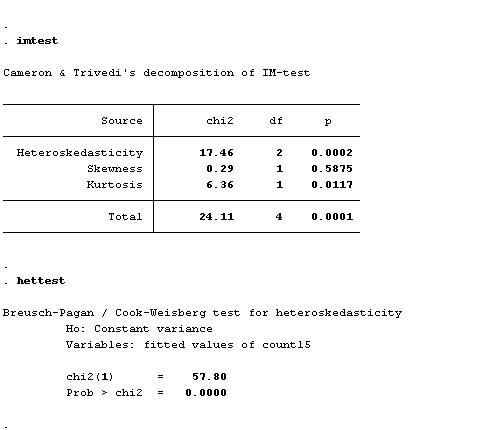 .
. imtest
Cameron & Trivedi's decomposition of IM-test
Source chi2 df p
Heteroskedasticity 17.46 2 0.0002
Skewness 0.29 1 0.5875
Kurtosis 6.36 1 0.0117
Total 24.11 4 0.0001
.
. hettest
Breusch-Pagan / Cook-Weisberg test for heteroskedasticity
Ho: Constant variance
Variables: fitted values of count15
chi2(1) = 57.80
Prob > chi2 = 0.0000
.